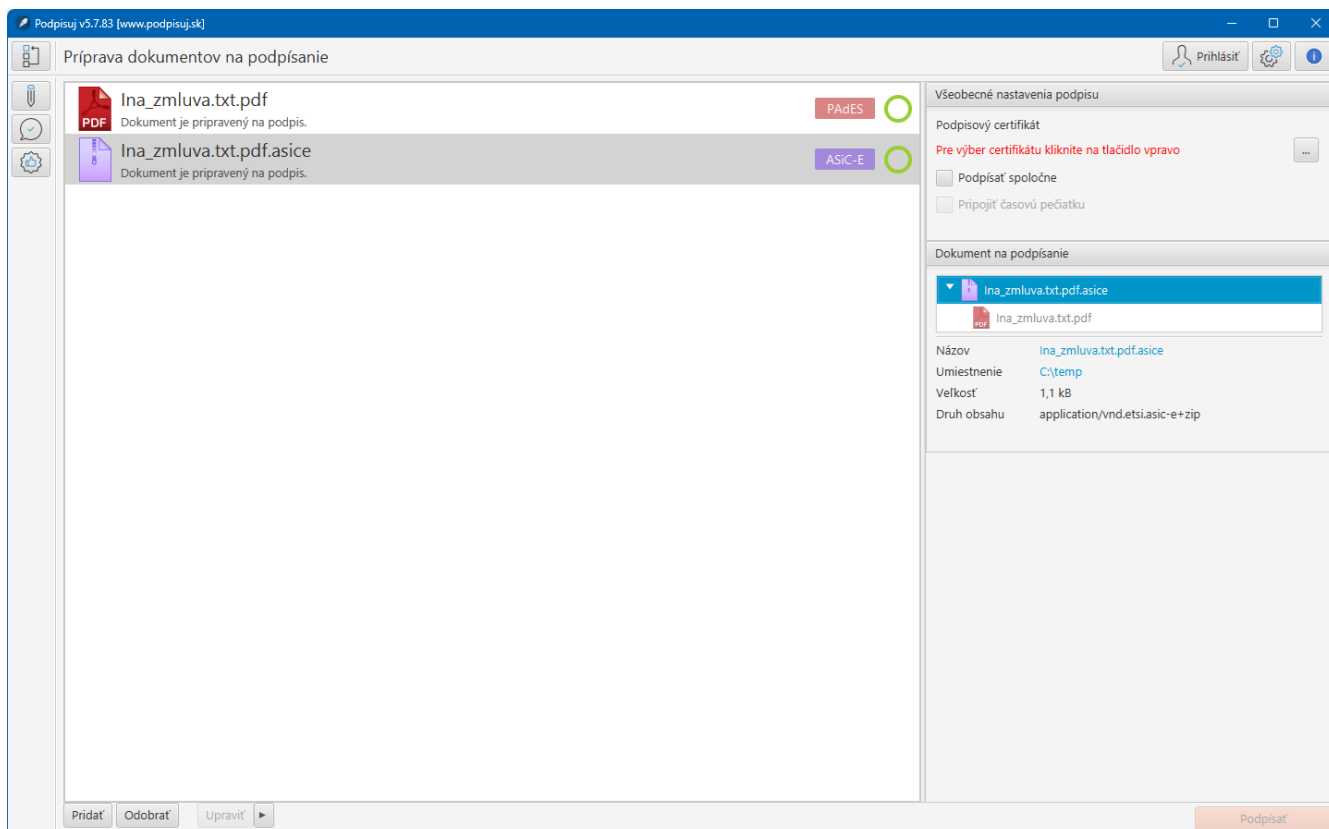 Podpisuj v5.7.83 [www.podpisuj.sk]
Príprava dokumentov na podpísanie
Prihlásiť
Ina_zmluva.txt.pdf
Dokument je pripravený na podpis.
PDF
PAdES
Ina_zmluva.txt.pdf.asice
Dokument je pripravený na podpis.
ASiC-E
Všeobecné nastavenia podpisu
Podpisový certifikát
Pre výber certifikátu kliknite na tlačidlo vpravo
...
Podpísať spoločne
Pripojiť časovú pečiatku
Dokument na podpísanie
Ina_zmluva.txt.pdf.asice
PDF
Ina_zmluva.txt.pdf
Názov Ina_zmluva.txt.pdf.asice
Umiestnenie C:\temp
Veľkosť 1,1 kB
Druh obsahu application/vnd.etsi.asic-e+zip
Pridať Odobrať Upraviť
Podpísať